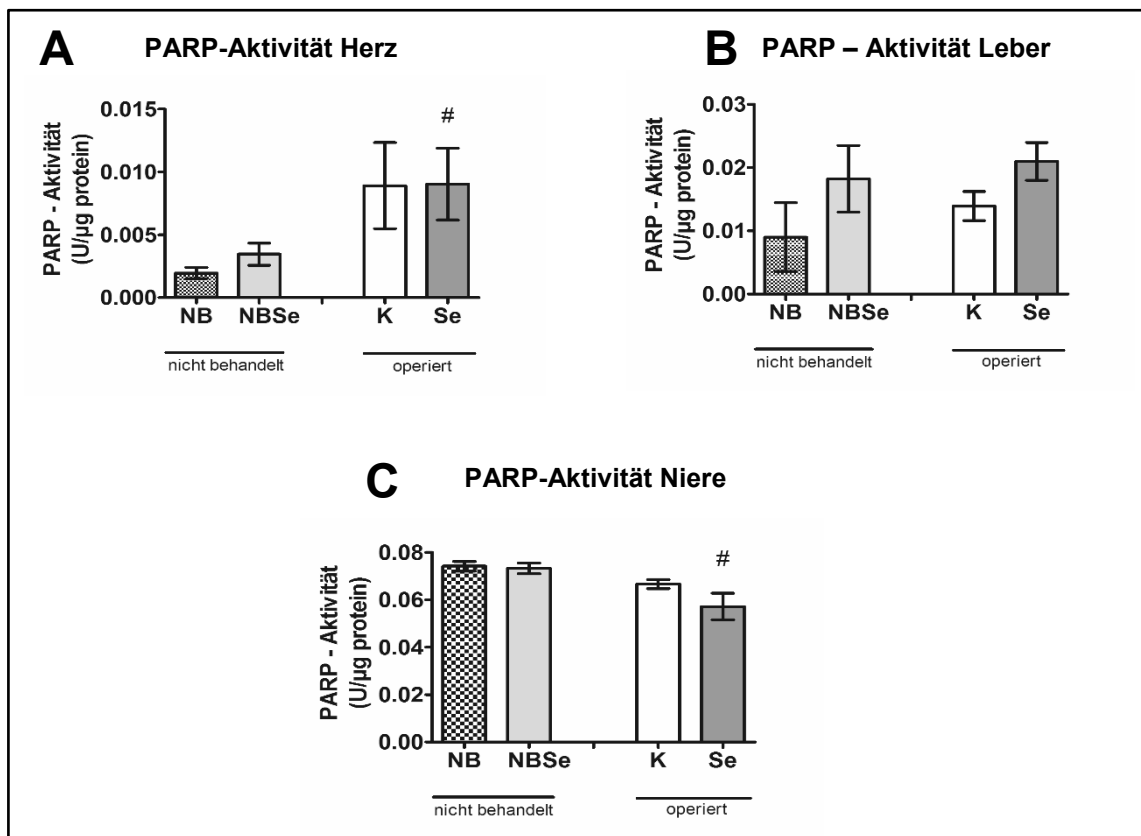 A
PARP-Aktivität Herz
PARP - Aktivität
(U/µg protein)
0.015
0.010
0.005
0.000
#
NB NBSe K Se
nicht behandelt operiert
B
PARP – Aktivität Leber
PARP - Aktivität
(U/µg protein)
0.03
0.02
0.01
0.00
NB NBSe K Se
nicht behandelt operiert
C
PARP-Aktivität Niere
PARP - Aktivität
(U/µg protein)
0.08
0.06
0.04
0.02
0.00
#
NB NBSe K Se
nicht behandelt operiert